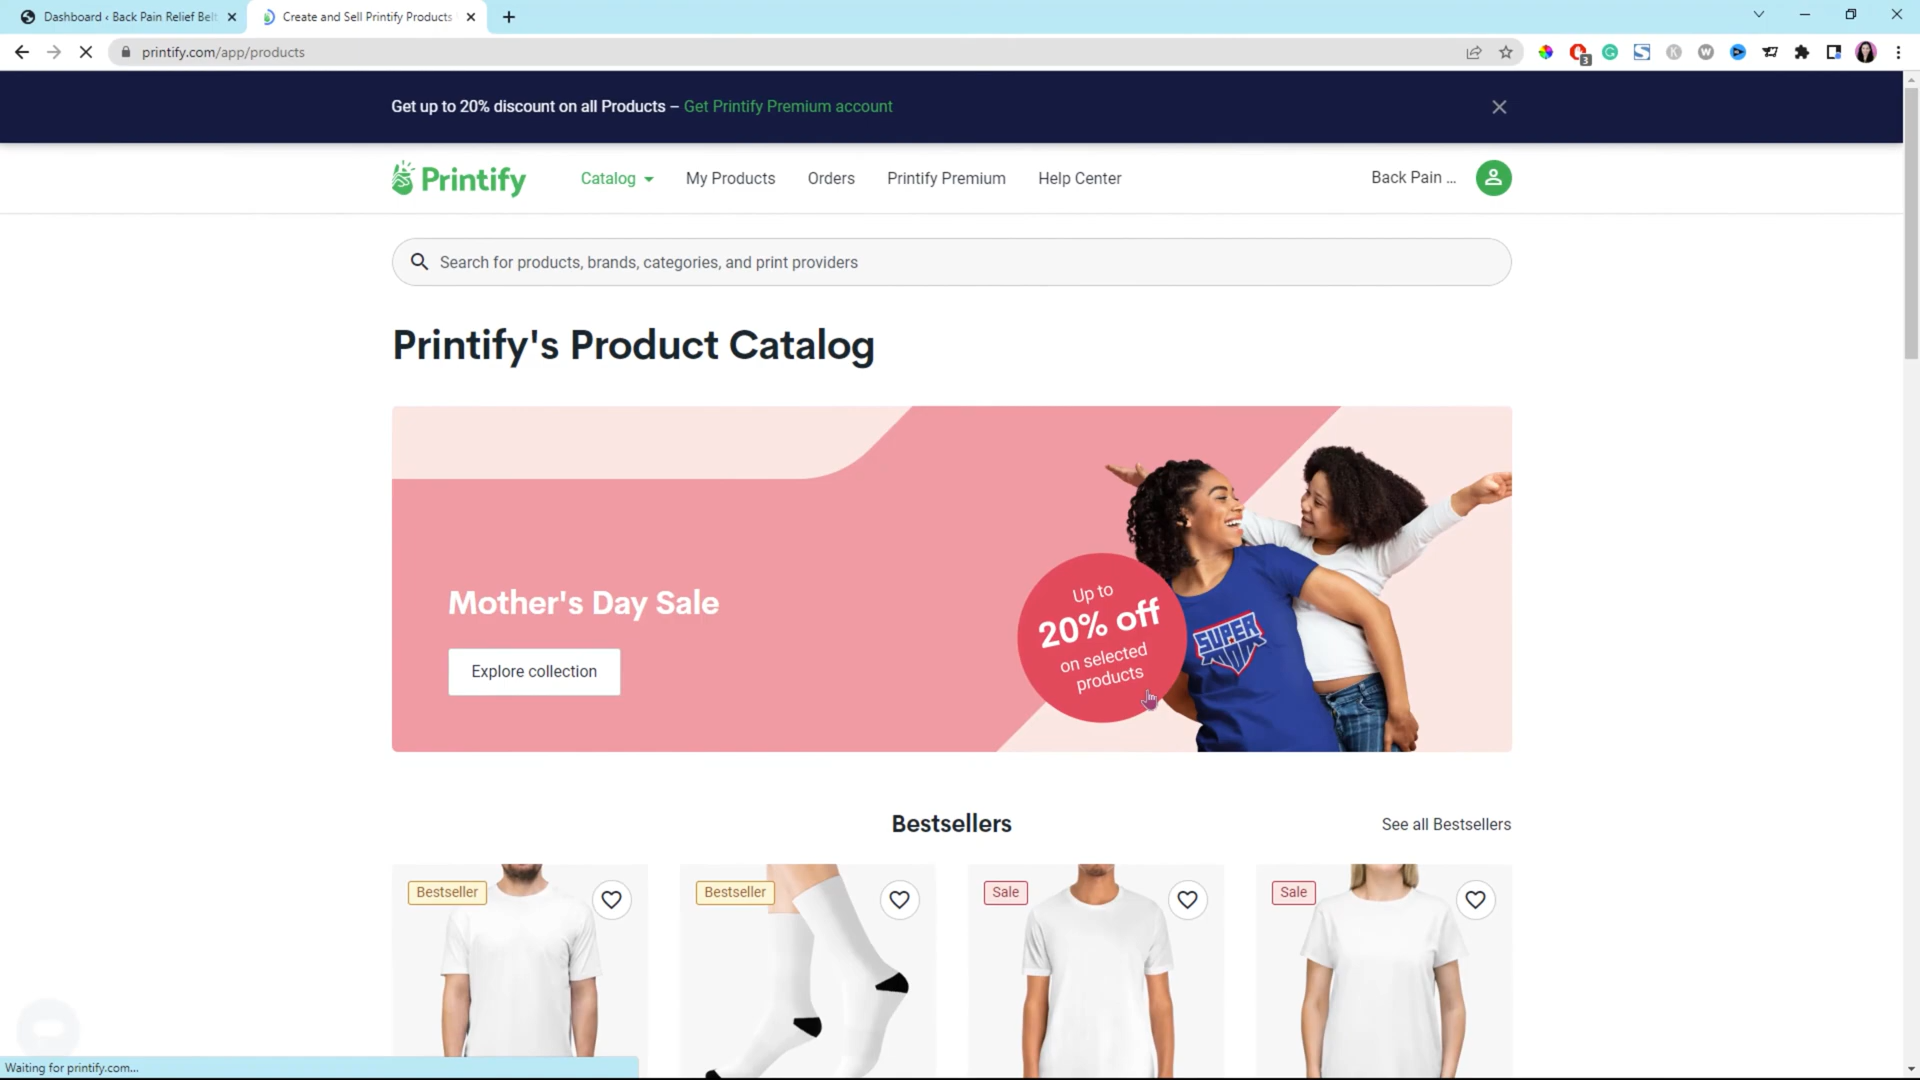 Dashboard ‹ Back Pain Relief Belt
Create and Sell Printify Products
printify.com/app/products
3
Get up to 20% discount on all Products – Get Printify Premium account
Printify
Catalog
My Products
Orders
Printify Premium
Help Center
Back Pain ...
Search for products, brands, categories, and print providers
Printify's Product Catalog
Mother's Day Sale
Explore collection
Up to
20% off
on selected
products
SUPER
MOM
Bestsellers
See all Bestsellers
Bestseller
Bestseller
Sale
Sale
Waiting for printify.com...